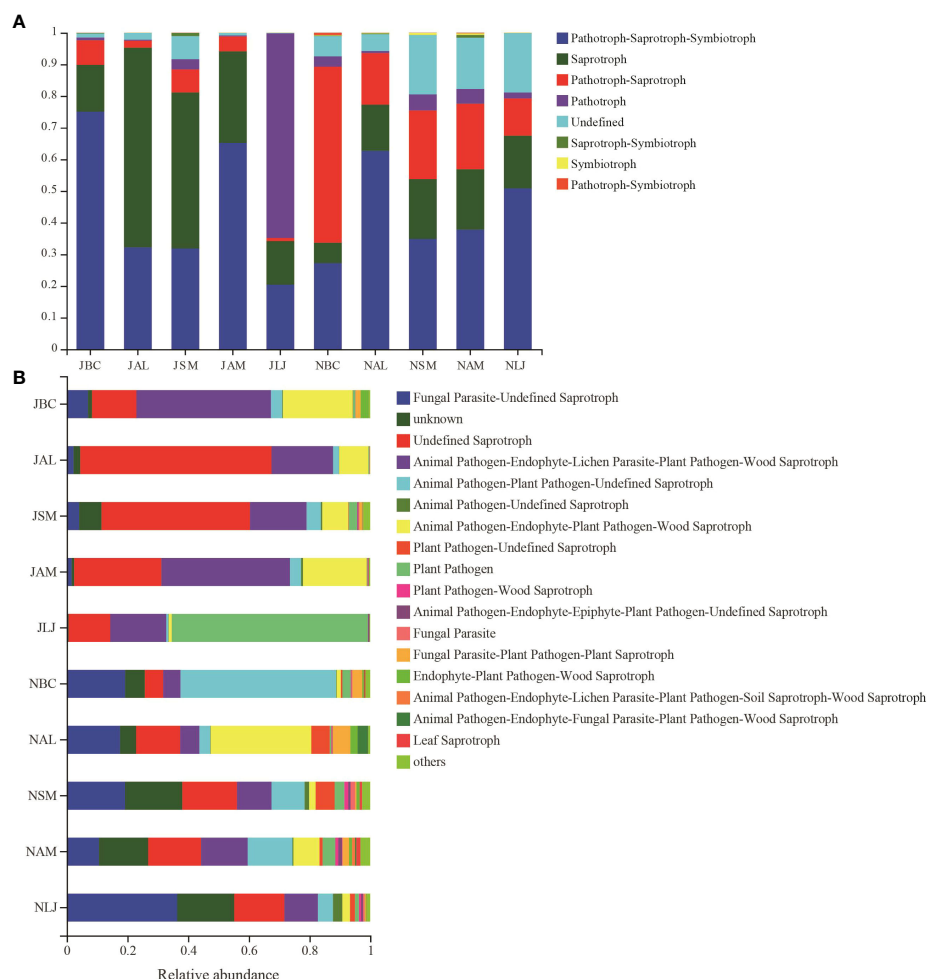 A
1
0.9
0.8
0.7
0.6
0.5
0.4
0.3
0.2
0.1
0
JBC JAL JSM JAM JLJ NBC NAL NSM NAM NLJ
Pathotroph-Saprotroph-Symbiotroph
Saprotroph
Pathotroph-Saprotroph
Pathotroph
Undefined
Saprotroph-Symbiotroph
Symbiotroph
Pathotroph-Symbiotroph
B
JBC
JAL
JSM
JAM
JLJ
NBC
NAL
NSM
NAM
NLJ
0 0.2 0.4 0.6 0.8 1
Relative abundance
Fungal Parasite-Undefined Saprotroph
unknown
Undefined Saprotroph
Animal Pathogen-Endophyte-Lichen Parasite-Plant Pathogen-Wood Saprotroph
Animal Pathogen-Plant Pathogen-Undefined Saprotroph
Animal Pathogen-Undefined Saprotroph
Animal Pathogen-Endophyte-Plant Pathogen-Wood Saprotroph
Plant Pathogen-Undefined Saprotroph
Plant Pathogen
Plant Pathogen-Wood Saprotroph
Animal Pathogen-Endophyte-Epiphyte-Plant Pathogen-Undefined Saprotroph
Fungal Parasite
Fungal Parasite-Plant Pathogen-Plant Saprotroph
Endophyte-Plant Pathogen-Wood Saprotroph
Animal Pathogen-Endophyte-Lichen Parasite-Plant Pathogen-Soil Saprotroph-Wood Saprotroph
Animal Pathogen-Endophyte-Fungal Parasite-Plant Pathogen-Wood Saprotroph
Leaf Saprotroph
others